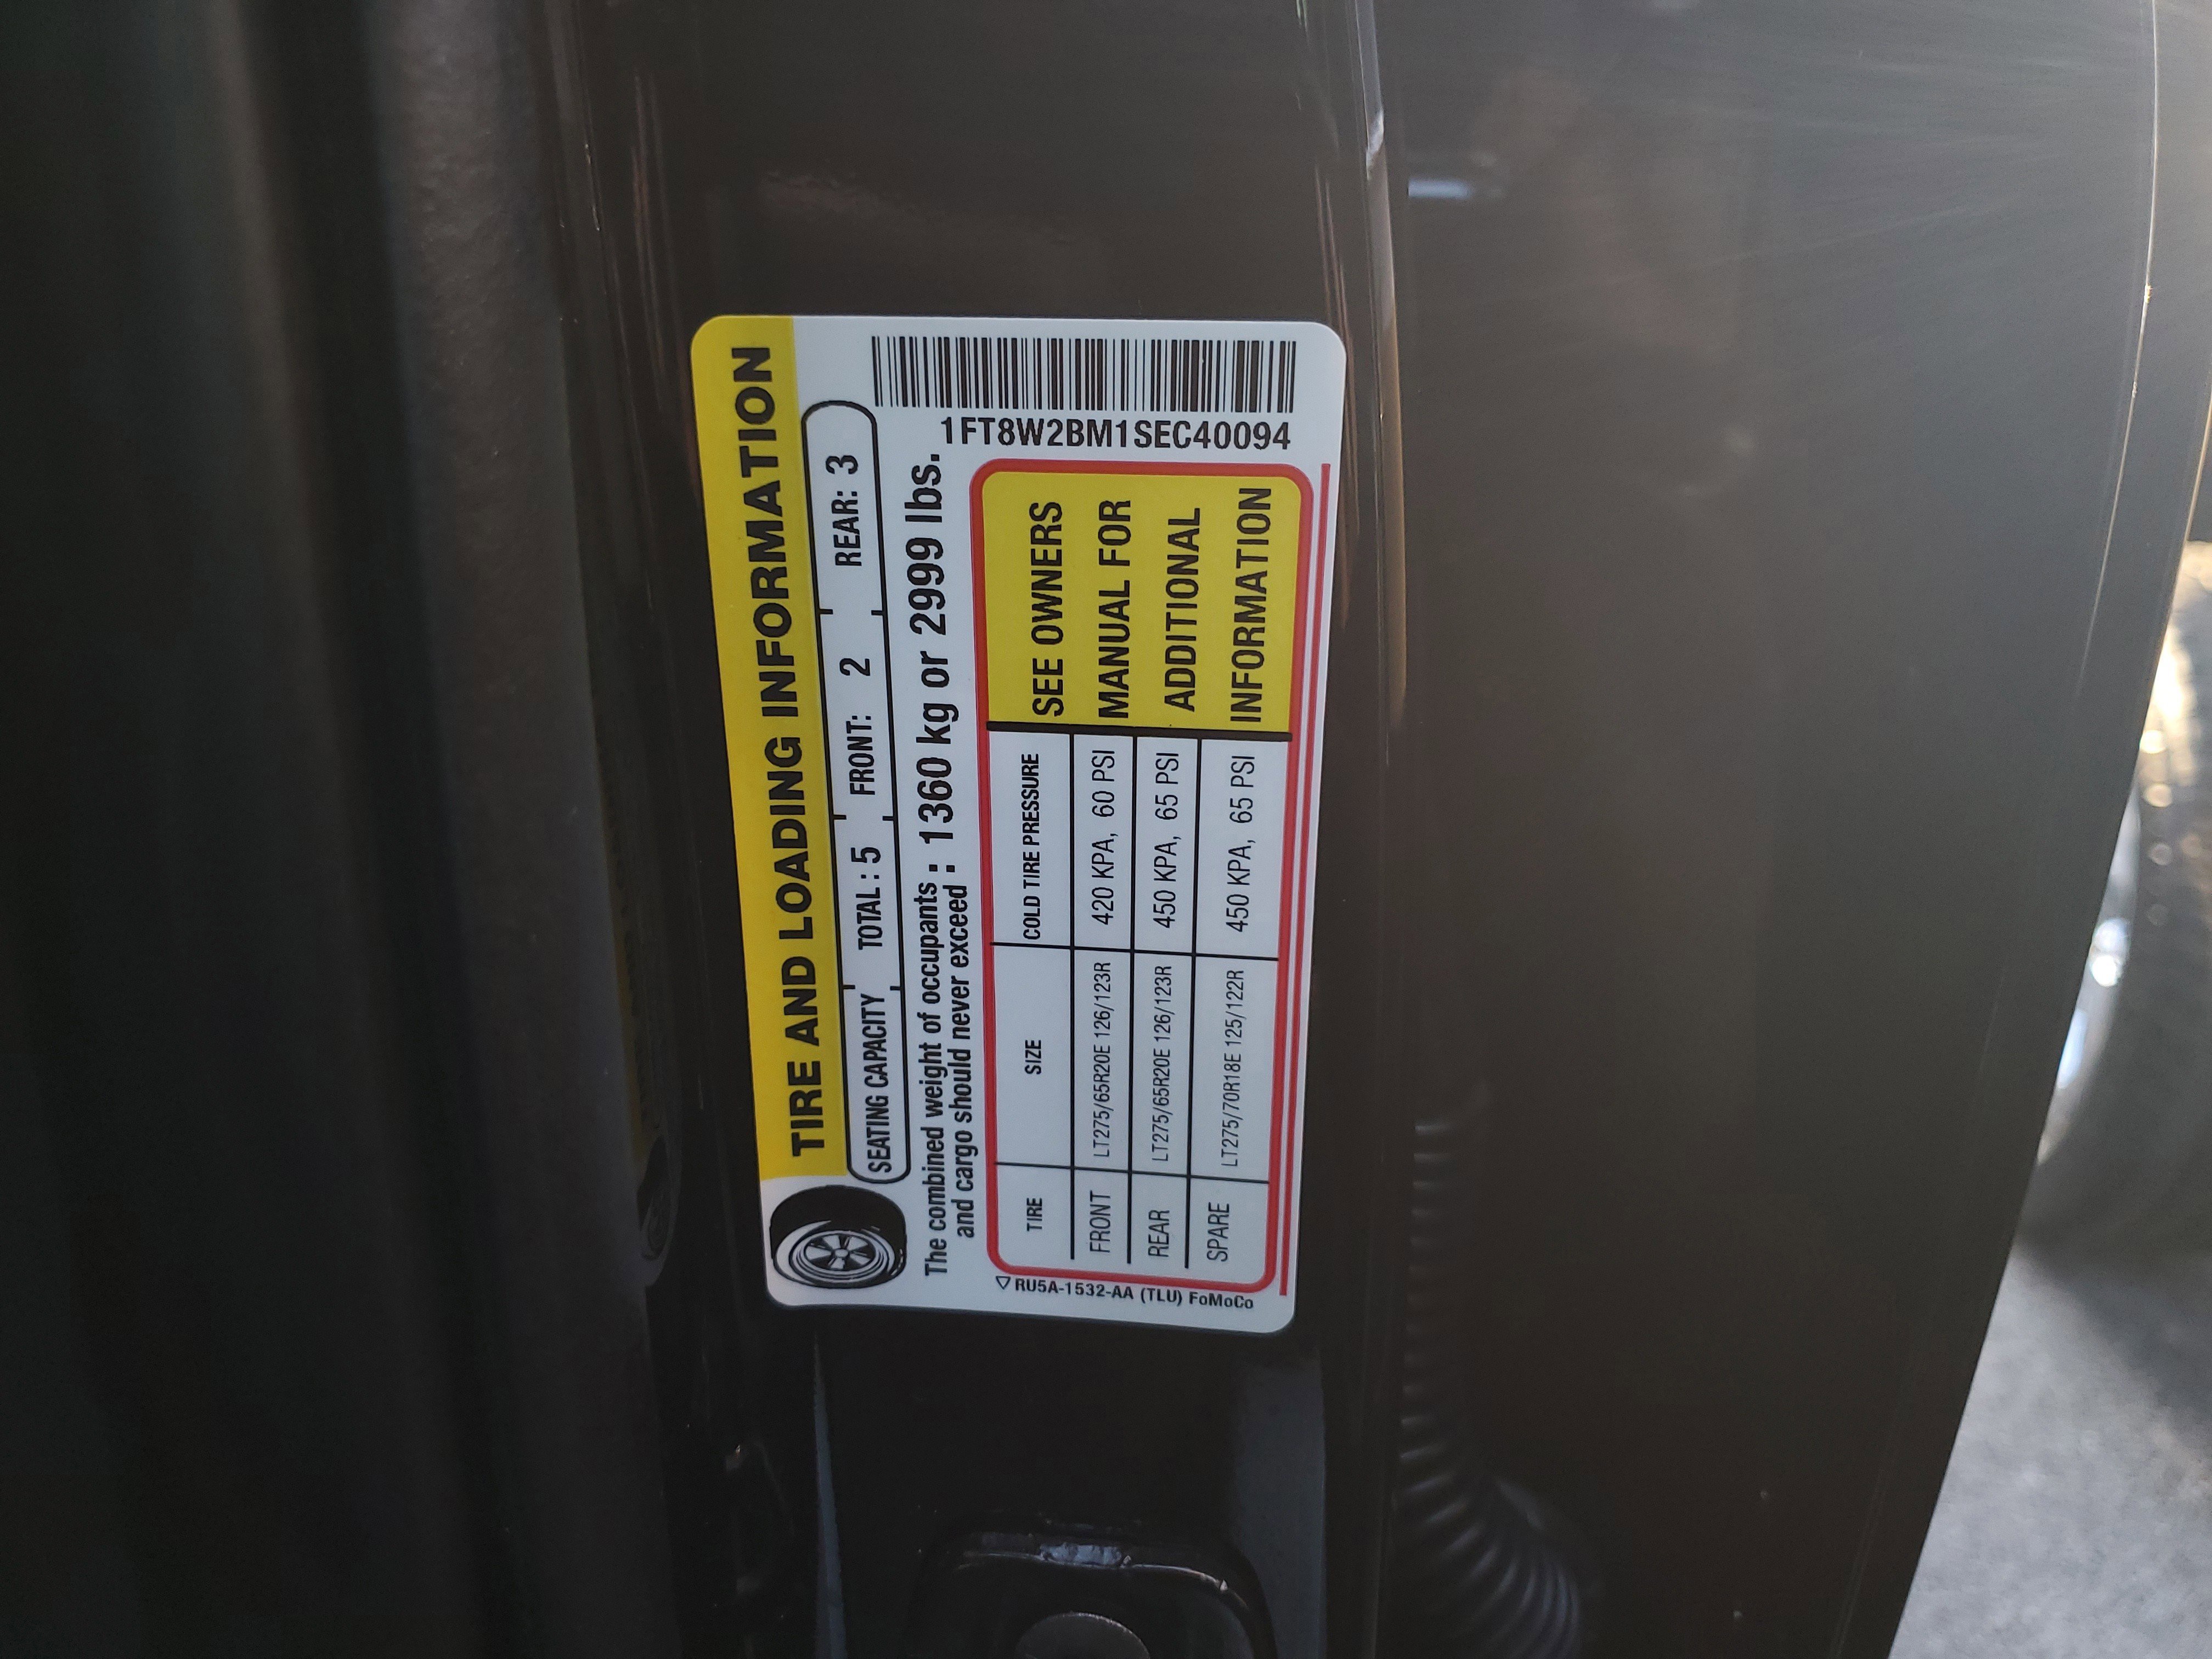 TIRE AND LOADING INFORMATION
SEATING CAPACITY TOTAL : 5 FRONT: 2 REAR: 3
The combined weight of occupants
and cargo should never exceed : 1360 kg or 2999 lbs.
TIRE SIZE COLD TIRE PRESSURE
FRONT LT275/65R20E 126/123R 420 KPA, 60 PSI
REAR LT275/65R20E 126/123R 450 KPA, 65 PSI
SPARE LT275/70R18E 125/122R 450 KPA, 65 PSI
SEE OWNERS
MANUAL FOR
ADDITIONAL
INFORMATION
1FT8W2BM1SEC40094
RU5A-1532-AA (TLU) FoMoCo